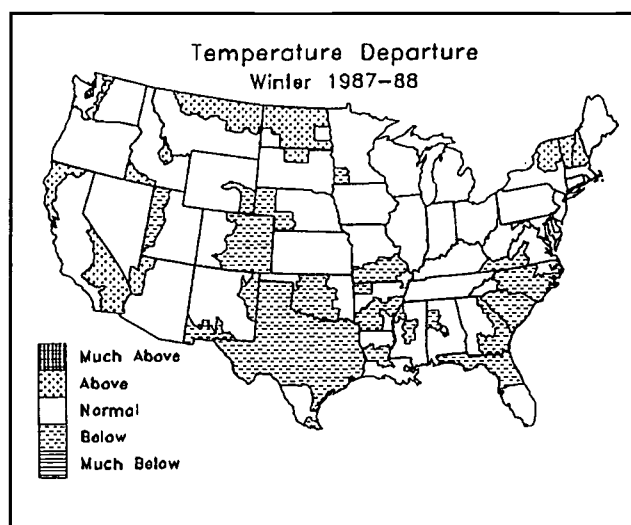 Temperature Departure
Winter 1987-88
Much Above
Above
Normal
Below
Much Below